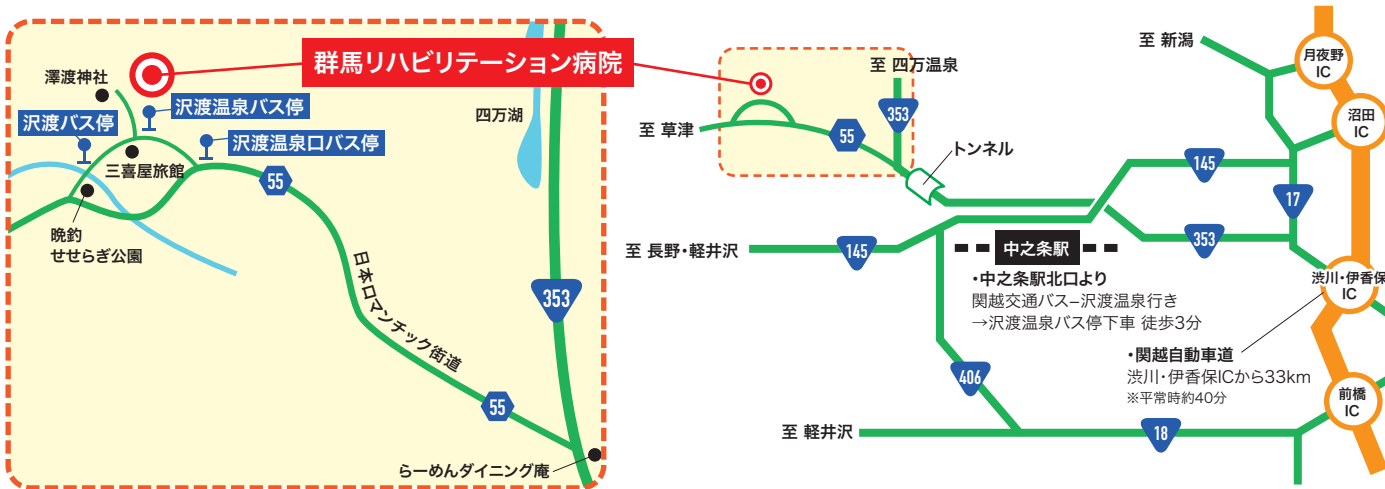 群馬リハビリテーション病院
澤渡神社
沢渡温泉バス停
沢渡バス停
沢渡温泉口バス停
三喜屋旅館
四万湖
晩釣
せせらぎ公園
55
日本ロマンチック街道
353
55
らーめんダイニング庵
至 新潟
月夜野
IC
沼田
IC
至 四万温泉
353
至 草津
55
トンネル
145
17
353
至 長野・軽井沢
145
中之条駅
・中之条駅北口より
関越交通バス−沢渡温泉行き
→沢渡温泉バス停下車 徒歩3分
渋川・伊香保
IC
・関越自動車道
渋川・伊香保ICから33km
※平常時約40分
406
前橋
IC
至 軽井沢
18